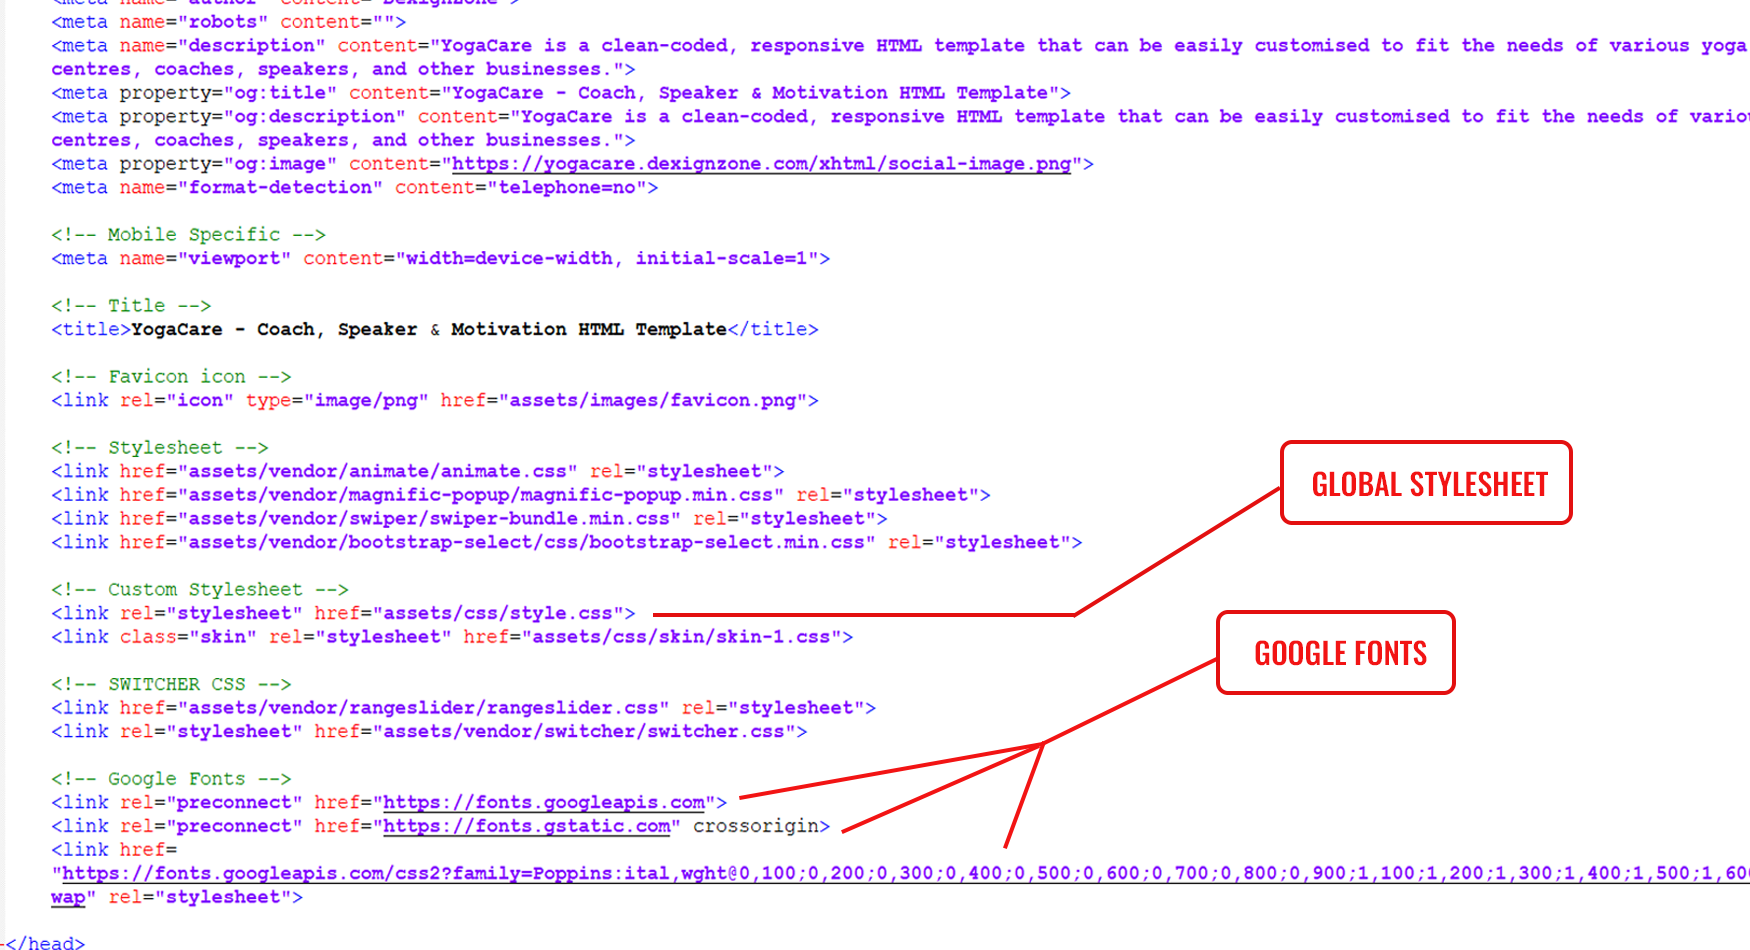 <meta name="author" content="DexignZone">
<meta name="robots" content="">
<meta name="description" content="YogaCare is a clean-coded, responsive HTML template that can be easily customised to fit the needs of various yoga
centres, coaches, speakers, and other businesses.">
<meta property="og:title" content="YogaCare - Coach, Speaker & Motivation HTML Template">
<meta property="og:description" content="YogaCare is a clean-coded, responsive HTML template that can be easily customised to fit the needs of variou
centres, coaches, speakers, and other businesses.">
<meta property="og:image" content="https://yogacare.dexignzone.com/xhtml/social-image.png">
<meta name="format-detection" content="telephone=no">
<!-- Mobile Specific -->
<meta name="viewport" content="width=device-width, initial-scale=1">
<!-- Title -->
<title>YogaCare - Coach, Speaker & Motivation HTML Template</title>
<!-- Favicon icon -->
<link rel="icon" type="image/png" href="assets/images/favicon.png">
<!-- Stylesheet -->
<link href="assets/vendor/animate/animate.css" rel="stylesheet">
<link href="assets/vendor/magnific-popup/magnific-popup.min.css" rel="stylesheet">
<link href="assets/vendor/swiper/swiper-bundle.min.css" rel="stylesheet">
<link href="assets/vendor/bootstrap-select/css/bootstrap-select.min.css" rel="stylesheet">
GLOBAL STYLESHEET
<!-- Custom Stylesheet -->
<link rel="stylesheet" href="assets/css/style.css">
<link class="skin" rel="stylesheet" href="assets/css/skin/skin-1.css">
GOOGLE FONTS
<!-- SWITCHER CSS -->
<link href="assets/vendor/rangeslider/rangeslider.css" rel="stylesheet">
<link rel="stylesheet" href="assets/vendor/switcher/switcher.css">
<!-- Google Fonts -->
<link rel="preconnect" href="https://fonts.googleapis.com">
<link rel="preconnect" href="https://fonts.gstatic.com" crossorigin>
<link href=
"https://fonts.googleapis.com/css2?family=Poppins:ital,wght@0,100;0,200;0,300;0,400;0,500;0,600;0,700;0,800;0,900;1,100;1,200;1,300;1,400;1,500;1,600
wap" rel="stylesheet">
</head>